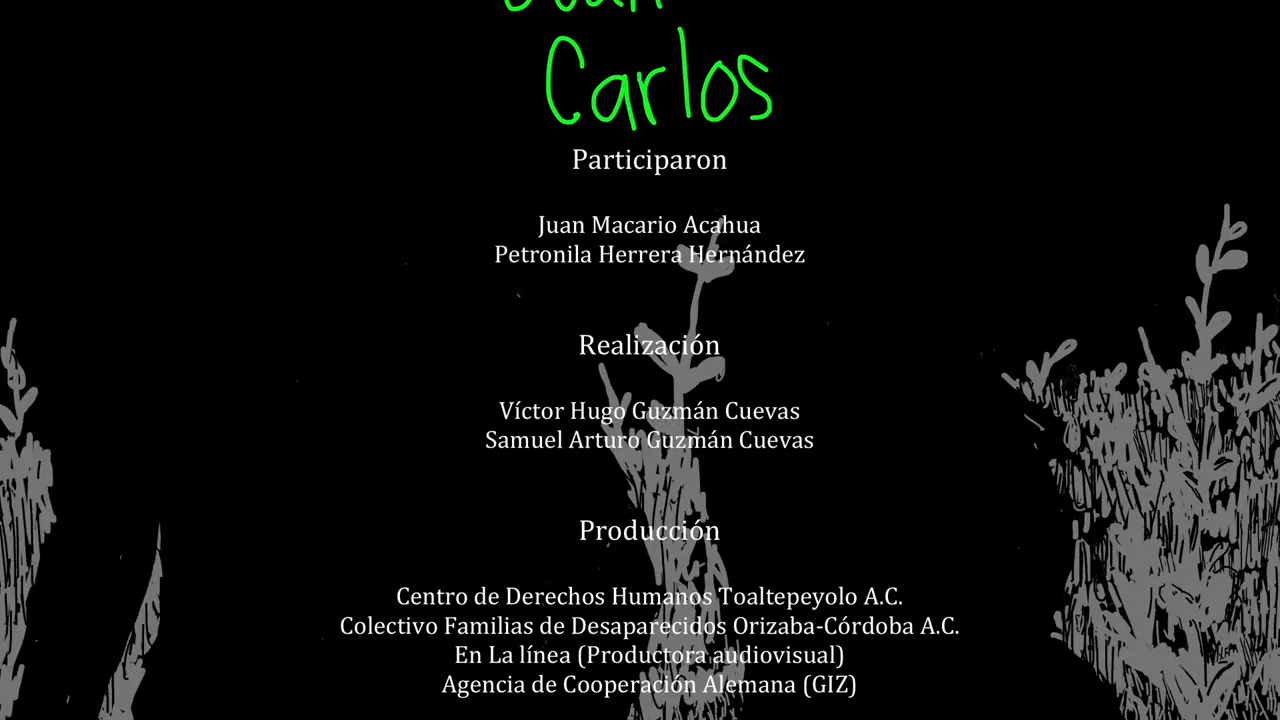 Juan
Carlos
Participaron
Juan Macario Acahua
Petronila Herrera Hernández
Realización
Víctor Hugo Guzmán Cuevas
Samuel Arturo Guzmán Cuevas
Producción
Centro de Derechos Humanos Toaltepeyolo A.C.
Colectivo Familias de Desaparecidos Orizaba-Córdoba A.C.
En La línea (Productora audiovisual)
Agencia de Cooperación Alemana (GIZ)